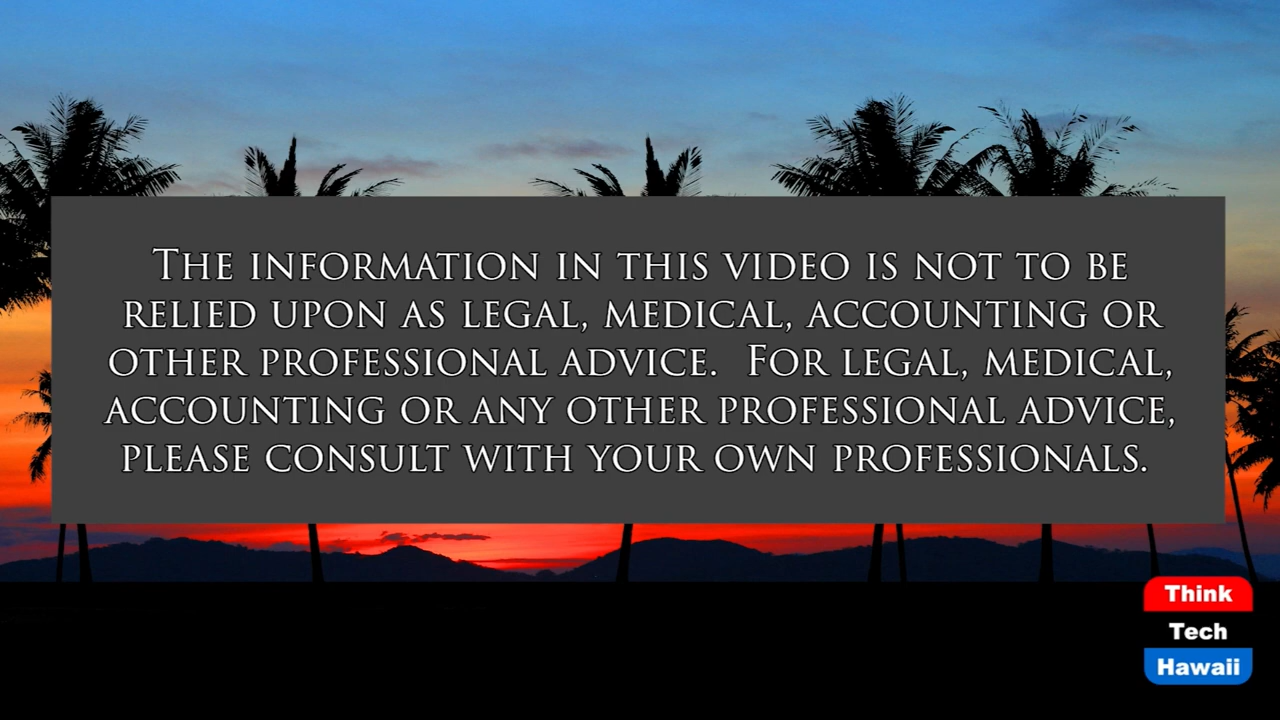 The information in this video is not to be
relied upon as legal, medical, accounting or
other professional advice.  For legal, medical,
accounting or any other professional advice,
please consult with your own professionals.
Think
Tech
Hawaii